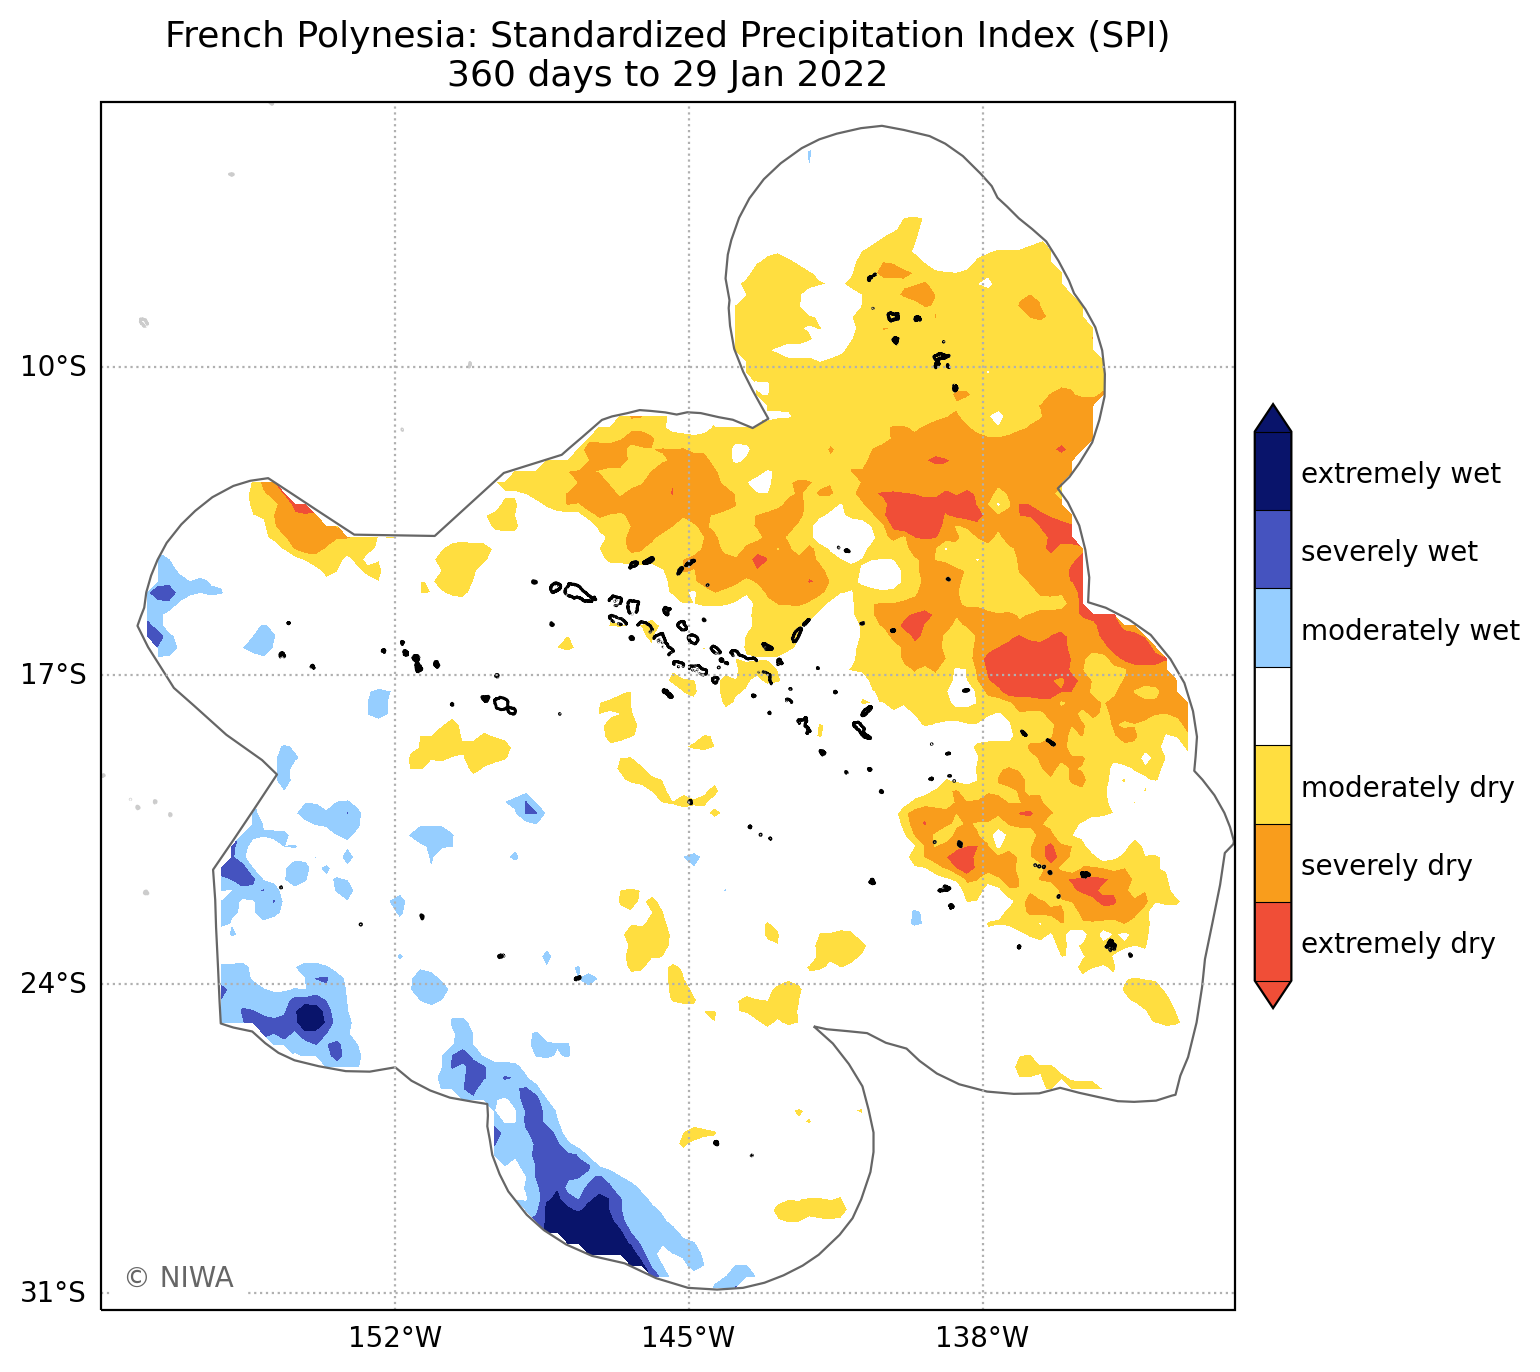 French Polynesia: Standardized Precipitation Index (SPI)
360 days to 29 Jan 2022
10°S
17°S
24°S
31°S
152°W
145°W
138°W
© NIWA
extremely wet
severely wet
moderately wet
moderately dry
severely dry
extremely dry